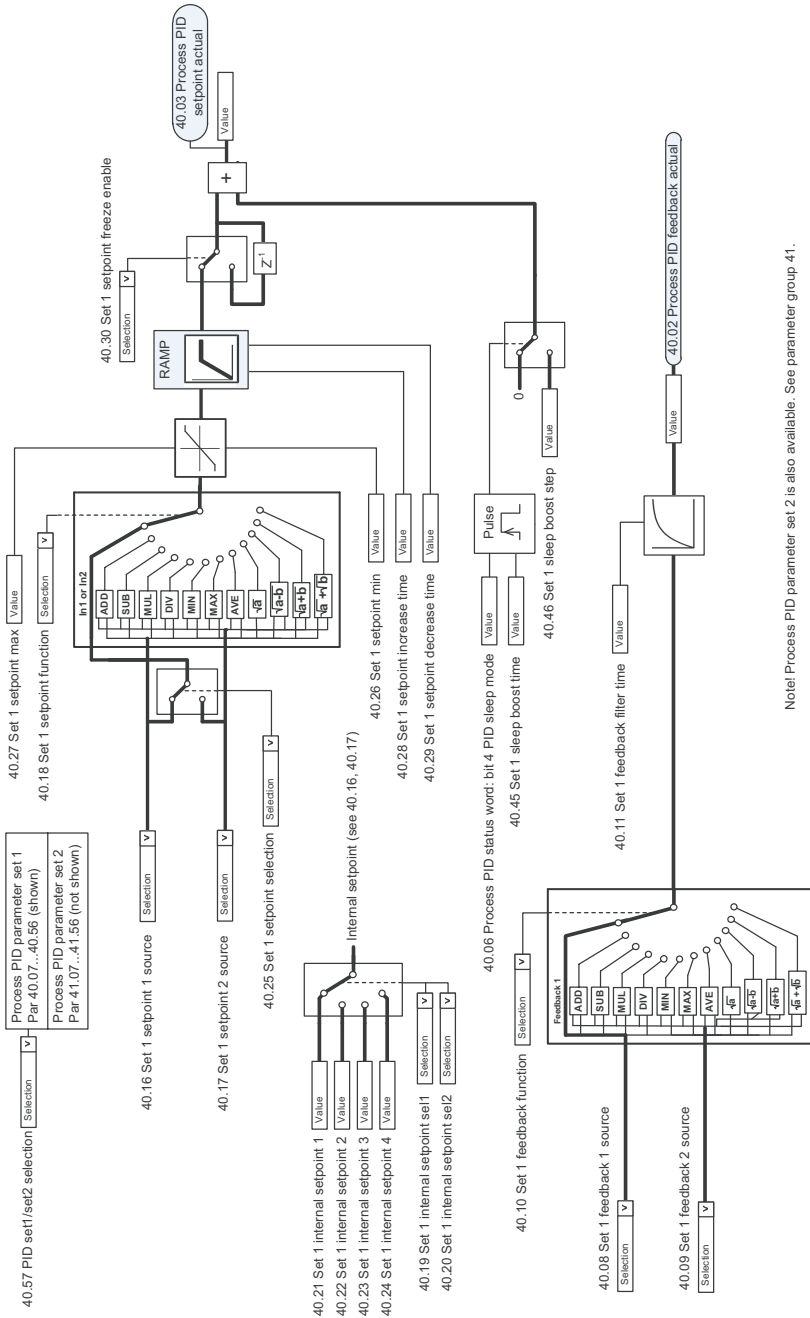 40.57 PID set1/set2 selection
Selection
Process PID parameter set 1
Par 40.07...40.56 (shown)
Process PID parameter set 2
Par 41.07...41.56 (not shown)
40.27 Set 1 setpoint max
Value
40.18 Set 1 setpoint function
Selection
40.16 Set 1 setpoint 1 source
Selection
40.17 Set 1 setpoint 2 source
Selection
40.25 Set 1 setpoint selection
Selection
In1 or In2
ADD
SUB
MUL
DIV
MIN
MAX
AVE
√a
√a-b
√a+b
√a +√b
RAMP
40.30 Set 1 setpoint freeze enable
Selection
Z-1
+
40.03 Process PID
setpoint actual
Value
40.21 Set 1 internal setpoint 1
Value
40.22 Set 1 internal setpoint 2
Value
40.23 Set 1 internal setpoint 3
Value
40.24 Set 1 internal setpoint 4
Value
40.19 Set 1 internal setpoint sel1
Selection
40.20 Set 1 internal setpoint sel2
Selection
Internal setpoint (see 40.16, 40.17)
40.26 Set 1 setpoint min
Value
40.28 Set 1 setpoint increase time
Value
40.29 Set 1 setpoint decrease time
Value
40.06 Process PID status word: bit 4 PID sleep mode
Value
40.45 Set 1 sleep boost time
Value
Pulse
0
40.46 Set 1 sleep boost step
Value
40.10 Set 1 feedback function
Selection
40.08 Set 1 feedback 1 source
Selection
40.09 Set 1 feedback 2 source
Selection
Feedback 1
ADD
SUB
MUL
DIV
MIN
MAX
AVE
√a
√a-b
√a+b
√a +√b
40.11 Set 1 feedback filter time
Value
Value
40.02 Process PID feedback actual
Note! Process PID parameter set 2 is also available. See parameter group 41.